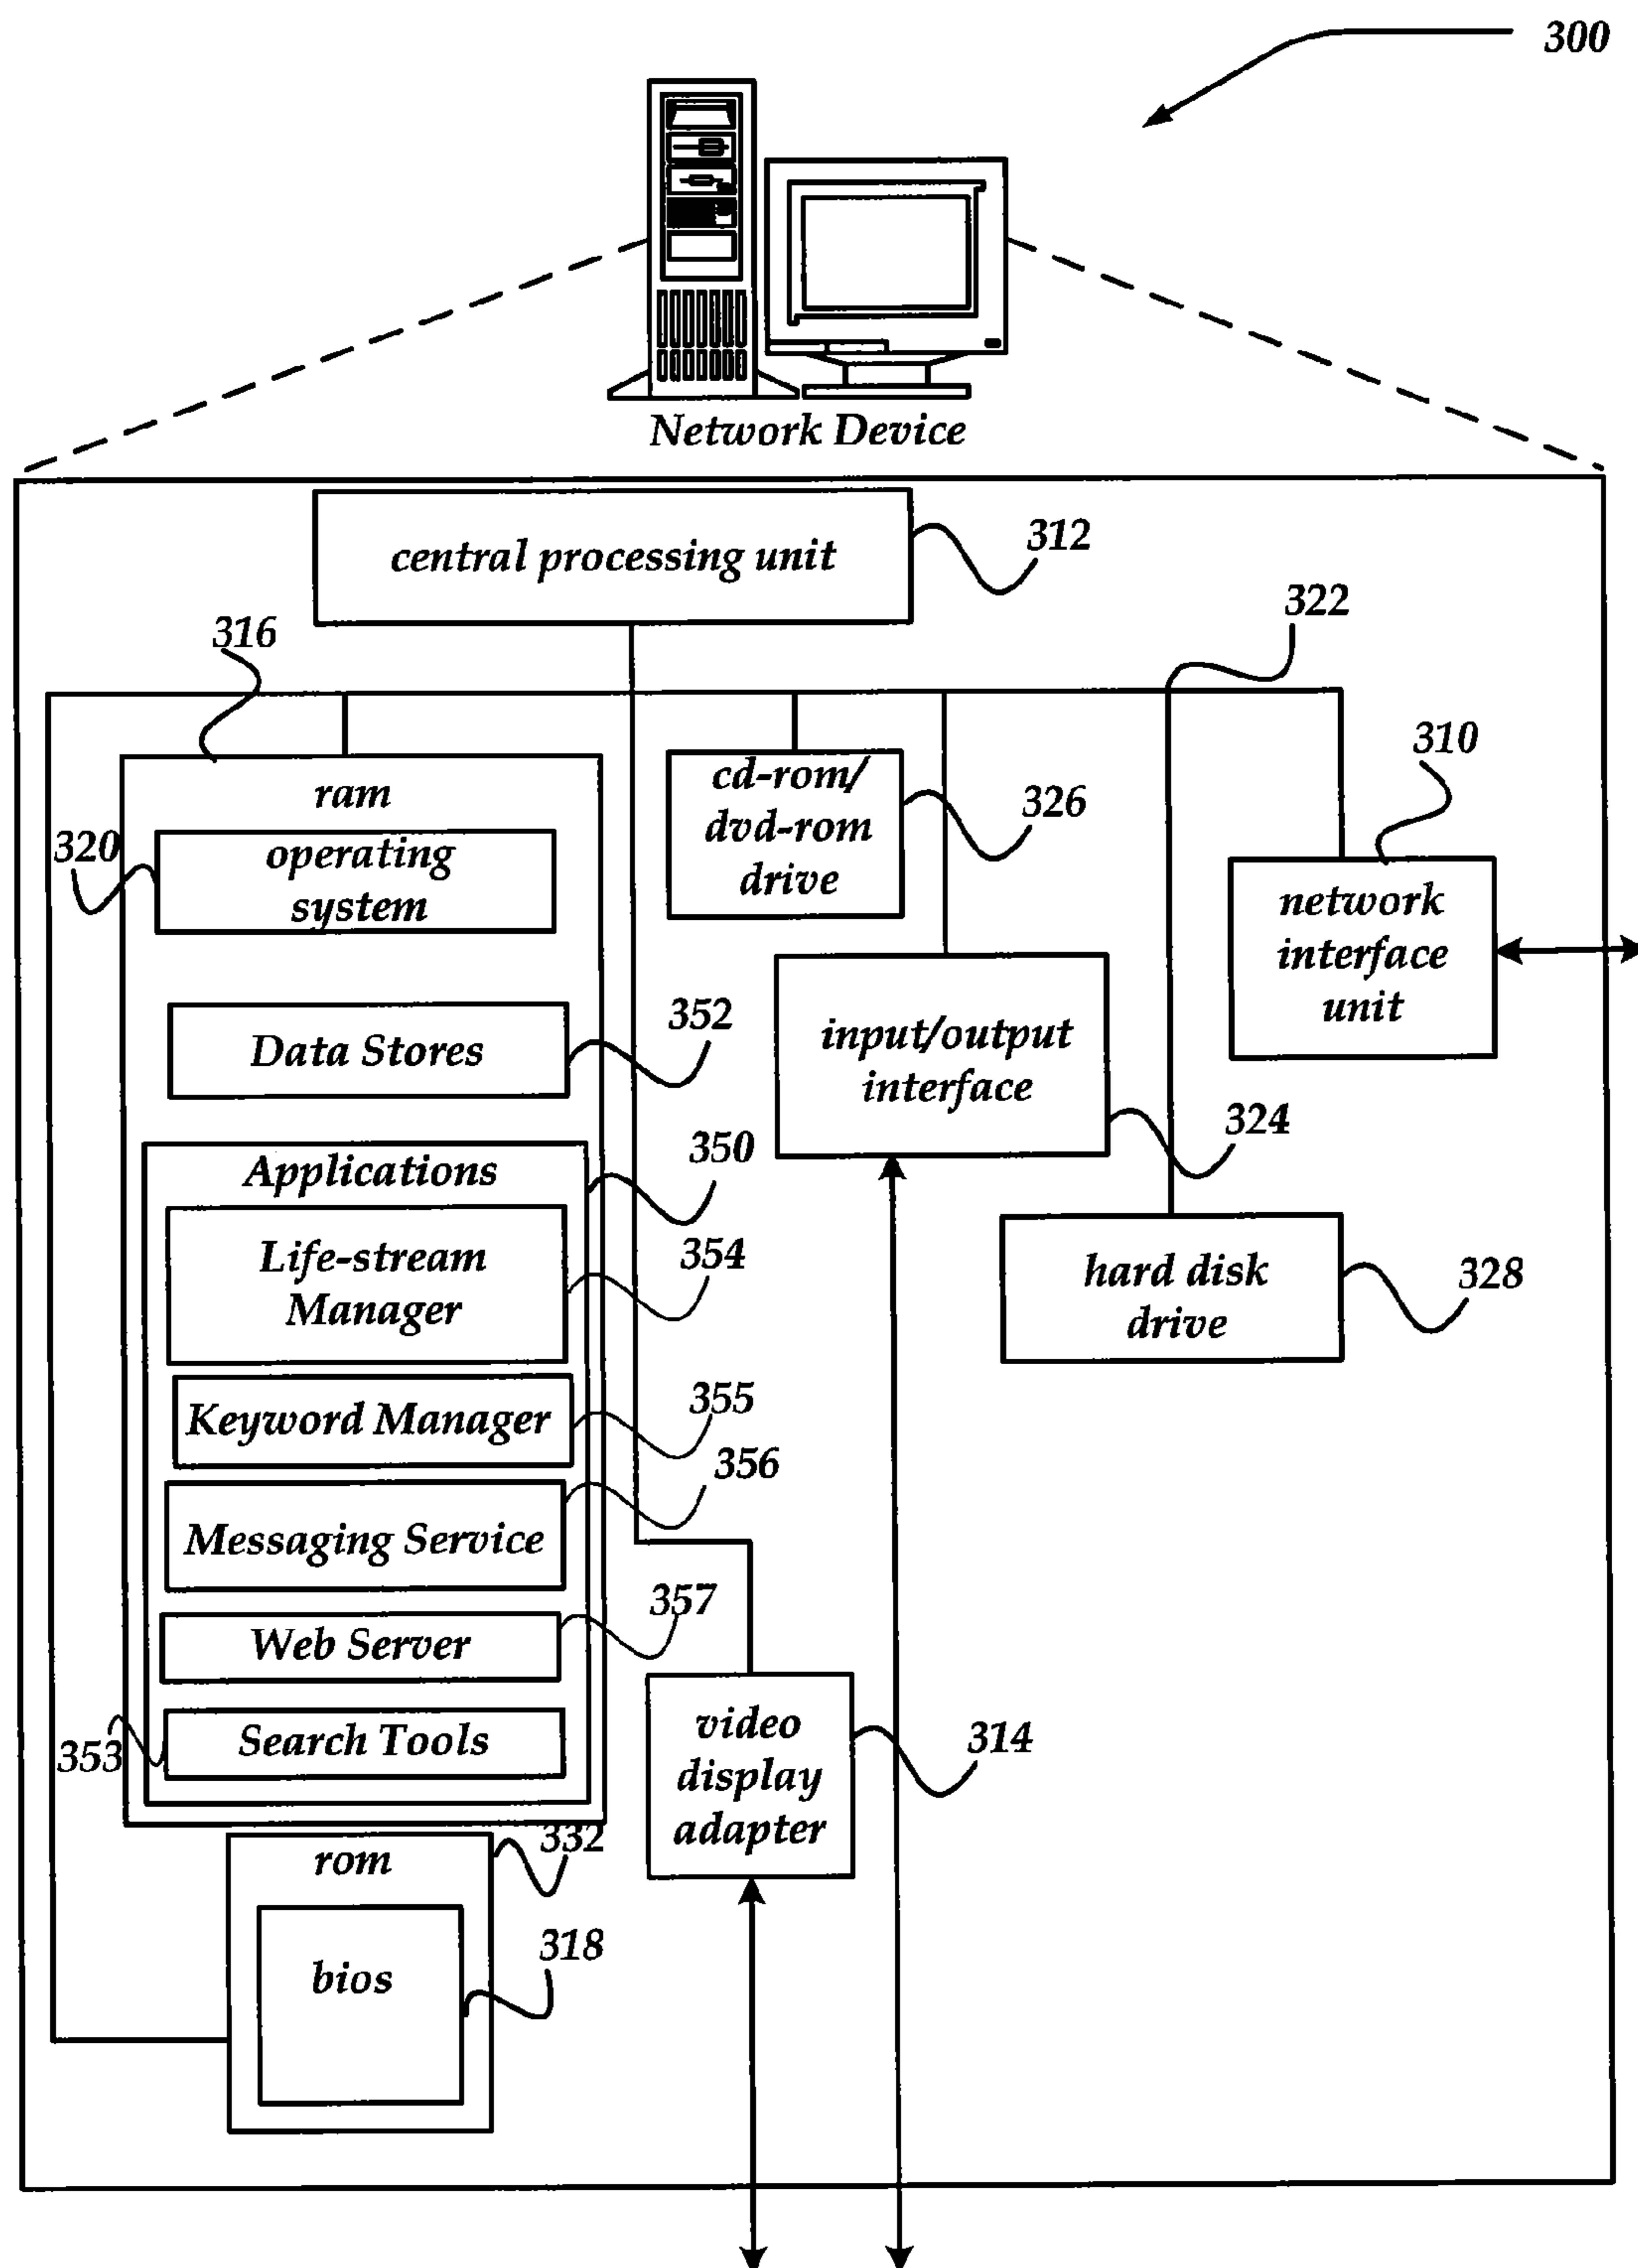 300
Network Device
central processing unit
312
322
316
310
ram
cd-rom/
dvd-rom
drive
326
320
operating
system
network
interface
unit
352
Data Stores
input/output
interface
324
350
Applications
Life-stream
Manager
354
hard disk
drive
328
355
Keyword Manager
356
Messaging Service
357
Web Server
353
Search Tools
video
display
adapter
314
332
rom
318
bios